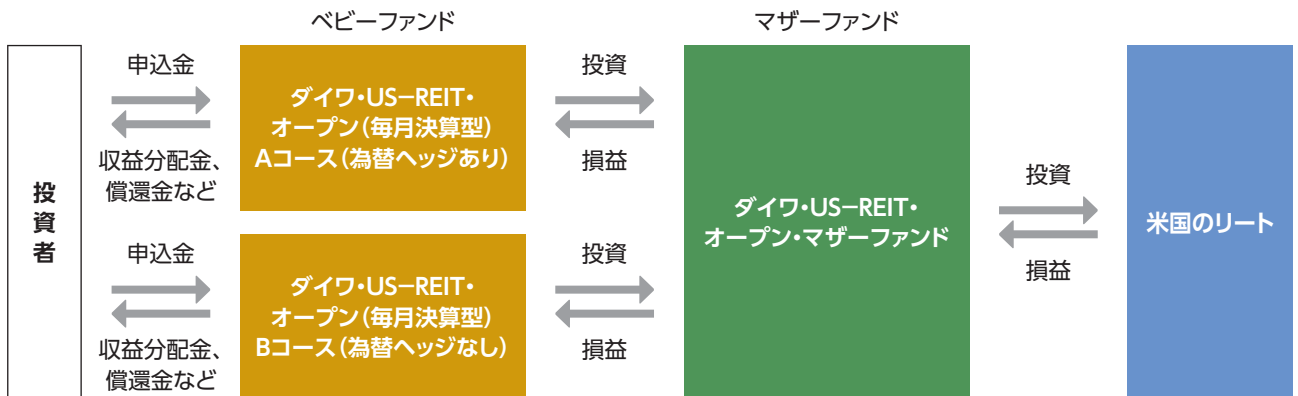 ベビーファンド
マザーファンド
投資者
申込金
収益分配金、
償還金など
ダイワ・US−REIT・
オープン(毎月決算型)
Aコース(為替ヘッジあり)
投資
損益
申込金
収益分配金、
償還金など
ダイワ・US−REIT・
オープン(毎月決算型)
Bコース(為替ヘッジなし)
投資
損益
ダイワ・US−REIT・
オープン・マザーファンド
投資
損益
米国のリート